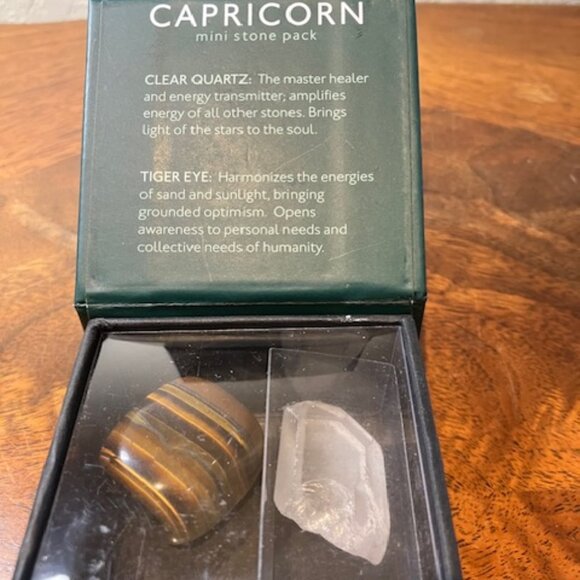 CAPRICORN
mini stone pack
CLEAR QUARTZ: The master healer
and energy transmitter; amplifies
energy of all other stones. Brings
light of the stars to the soul.
TIGER EYE: Harmonizes the energies
of sand and sunlight, bringing
grounded optimism. Opens
awareness to personal needs and
collective needs of humanity.